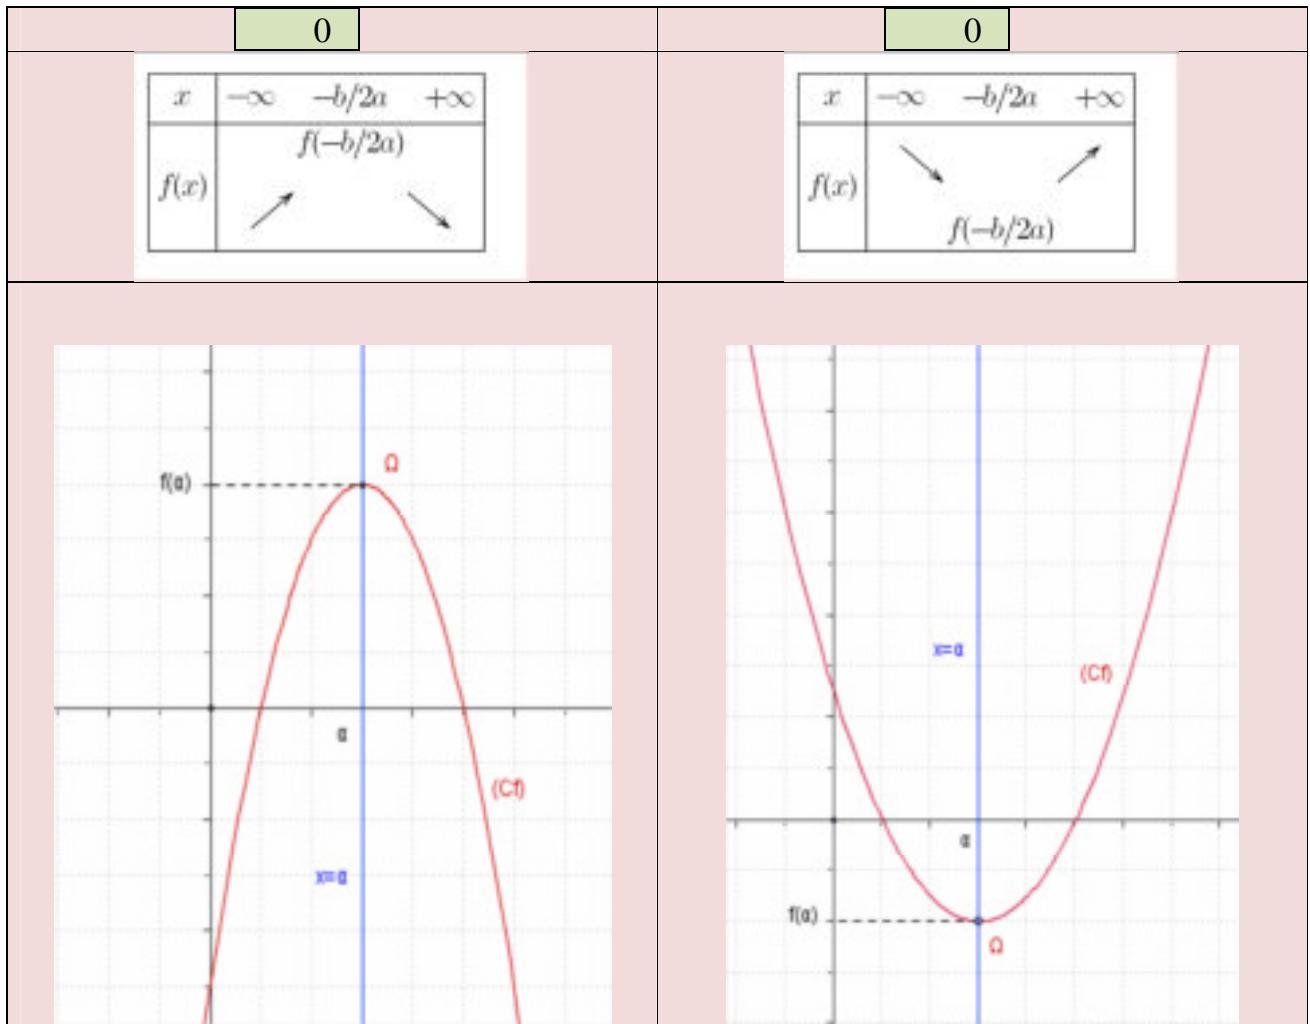 0
0
x −∞ −b/2a +∞
f(−b/2a)
f(x)
x −∞ −b/2a +∞
f(x)
f(−b/2a)
Ω
f(α)
α
(Cf)
x=α
x=α
(Cf)
α
f(α)
Ω